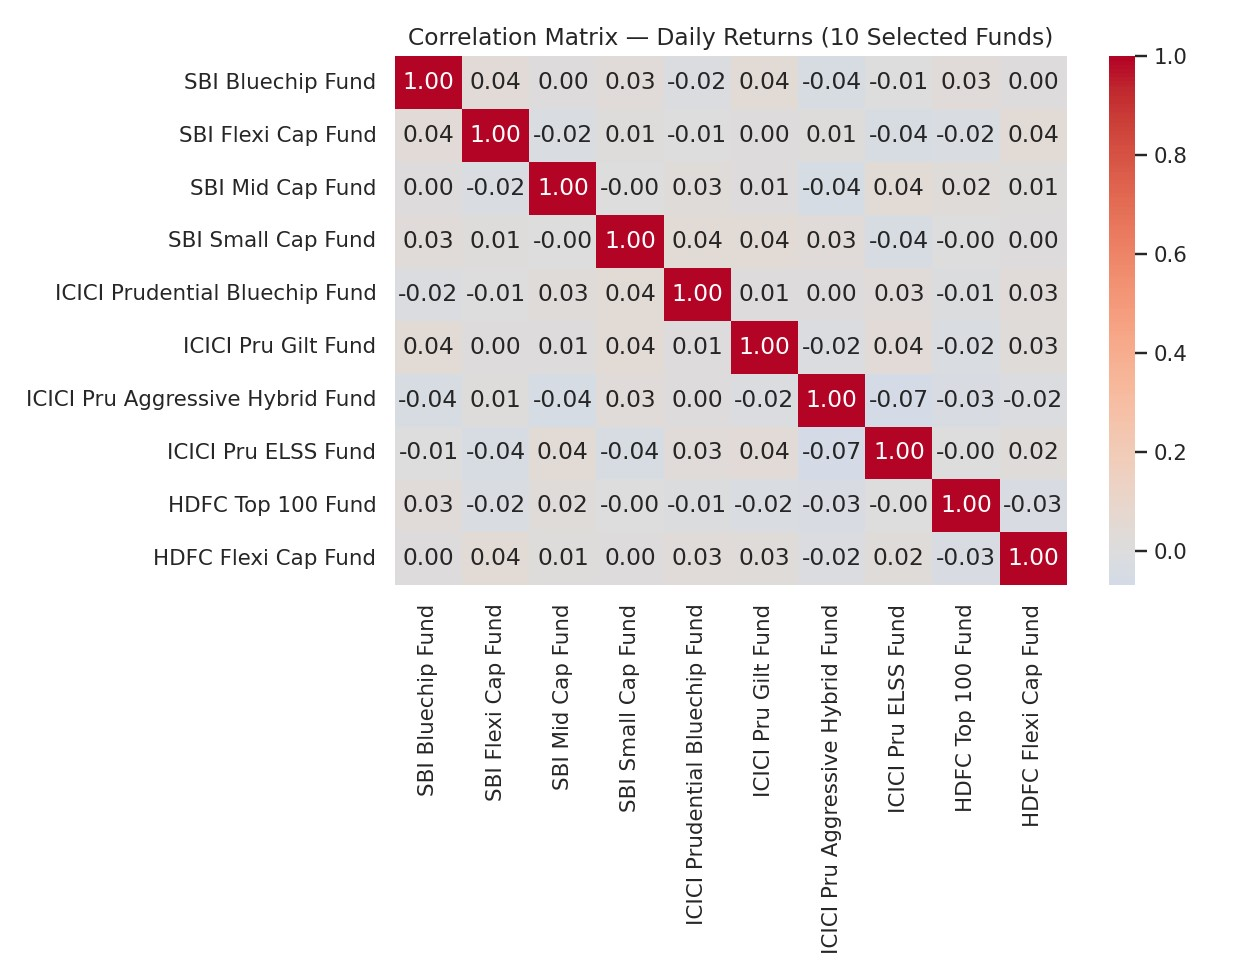 Correlation Matrix — Daily Returns (10 Selected Funds)
SBI Bluechip Fund 1.00 0.04 0.00 0.03 -0.02 0.04 -0.04 -0.01 0.03 0.00
SBI Flexi Cap Fund 0.04 1.00 -0.02 0.01 -0.01 0.00 0.01 -0.04 -0.02 0.04
SBI Mid Cap Fund 0.00 -0.02 1.00 -0.00 0.03 0.01 -0.04 0.04 0.02 0.01
SBI Small Cap Fund 0.03 0.01 -0.00 1.00 0.04 0.04 0.03 -0.04 -0.00 0.00
ICICI Prudential Bluechip Fund -0.02 -0.01 0.03 0.04 1.00 0.01 0.00 0.03 -0.01 0.03
ICICI Pru Gilt Fund 0.04 0.00 0.01 0.04 0.01 1.00 -0.02 0.04 -0.02 0.03
ICICI Pru Aggressive Hybrid Fund -0.04 0.01 -0.04 0.03 0.00 -0.02 1.00 -0.07 -0.03 -0.02
ICICI Pru ELSS Fund -0.01 -0.04 0.04 -0.04 0.03 0.04 -0.07 1.00 -0.00 0.02
HDFC Top 100 Fund 0.03 -0.02 0.02 -0.00 -0.01 -0.02 -0.03 -0.00 1.00 -0.03
HDFC Flexi Cap Fund 0.00 0.04 0.01 0.00 0.03 0.03 -0.02 0.02 -0.03 1.00
SBI Bluechip Fund
SBI Flexi Cap Fund
SBI Mid Cap Fund
SBI Small Cap Fund
ICICI Prudential Bluechip Fund
ICICI Pru Gilt Fund
ICICI Pru Aggressive Hybrid Fund
ICICI Pru ELSS Fund
HDFC Top 100 Fund
HDFC Flexi Cap Fund
1.0
0.8
0.6
0.4
0.2
0.0